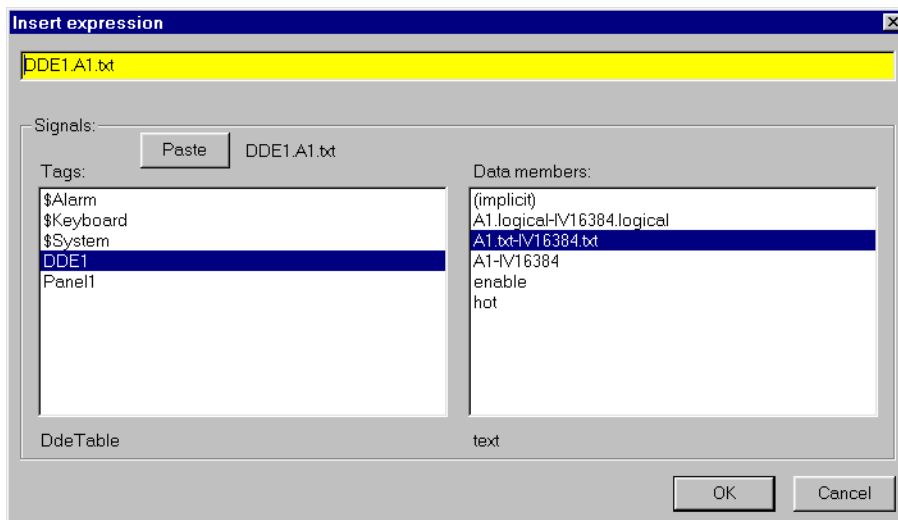 Insert expression
DDE1.A1.txt
Signals:
Paste
DDE1.A1.txt
Tags:
$Alarm
$Keyboard
$System
DDE1
Panel1
DdeTable
Data members:
(implicit)
A1.logical-IV16384.logical
A1.txt-IV16384.txt
A1-IV16384
enable
hot
text
OK
Cancel